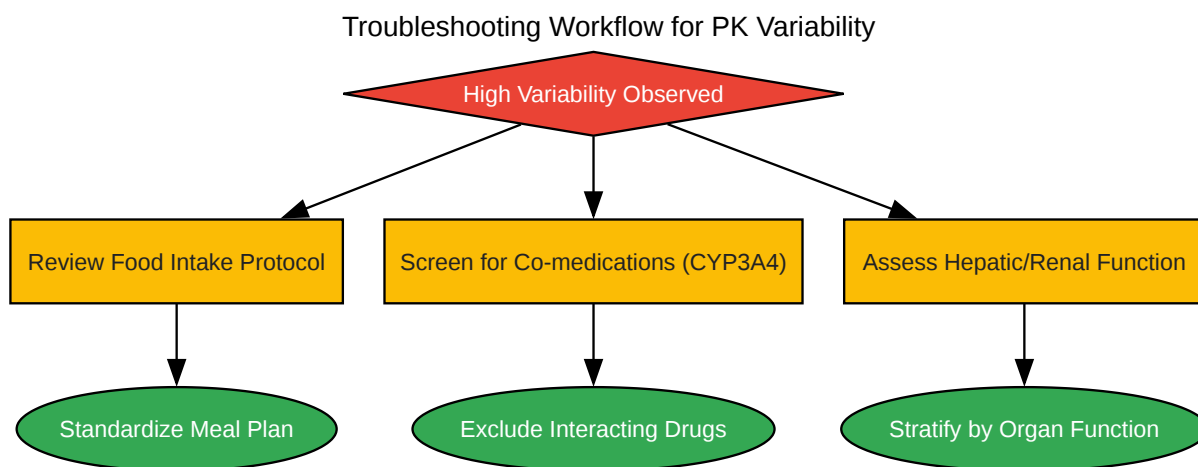 Troubleshooting Workflow for PK Variability
High Variability Observed
Review Food Intake Protocol
Screen for Co-medications (CYP3A4)
Assess Hepatic/Renal Function
Standardize Meal Plan
Exclude Interacting Drugs
Stratify by Organ Function